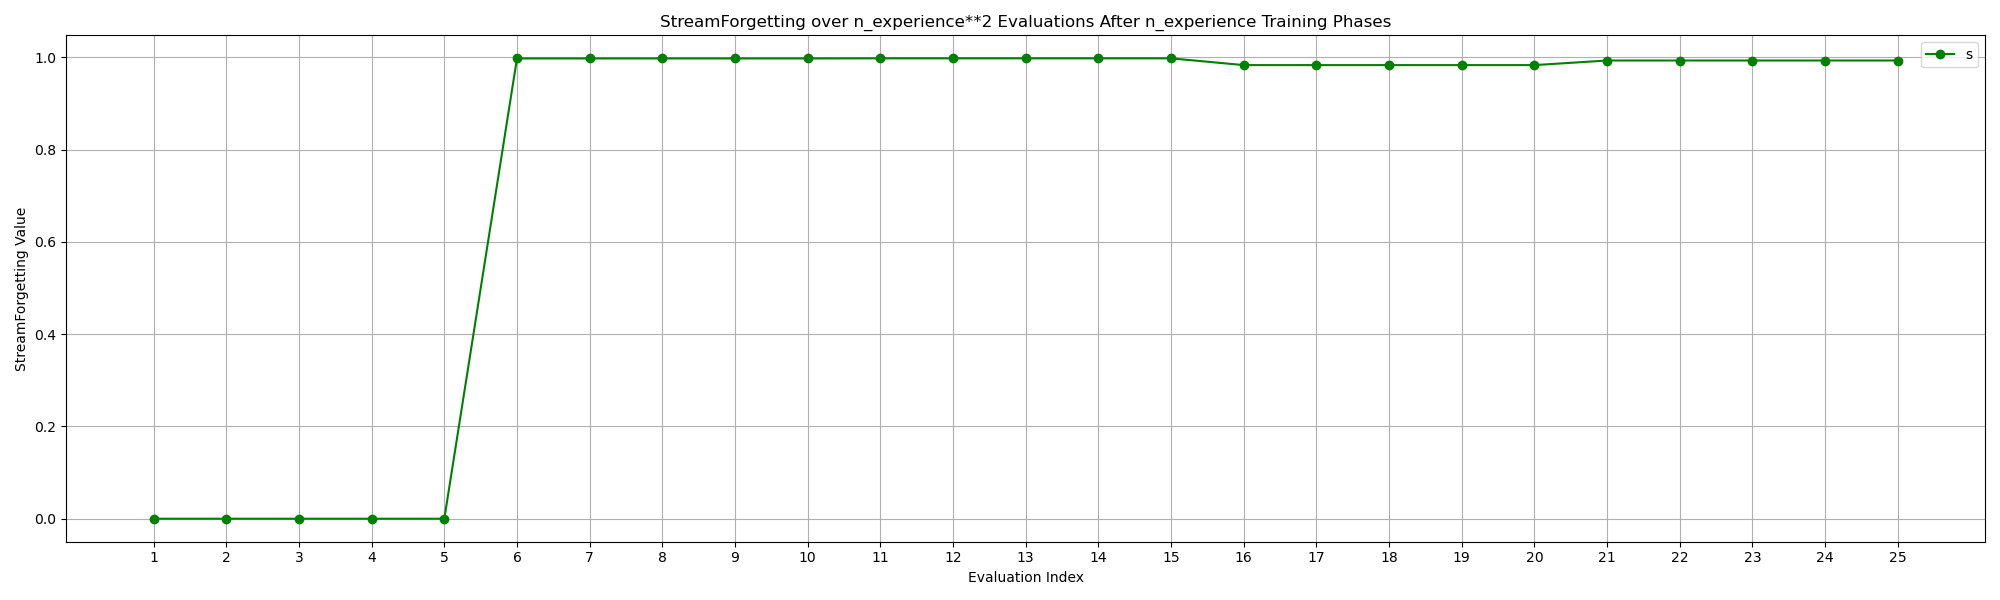 StreamForgetting over n_experience**2 Evaluations After n_experience Training Phases
s
StreamForgetting Value
1.0
0.8
0.6
0.4
0.2
0.0
1 2 3 4 5 6 7 8 9 10 11 12 13 14 15 16 17 18 19 20 21 22 23 24 25
Evaluation Index